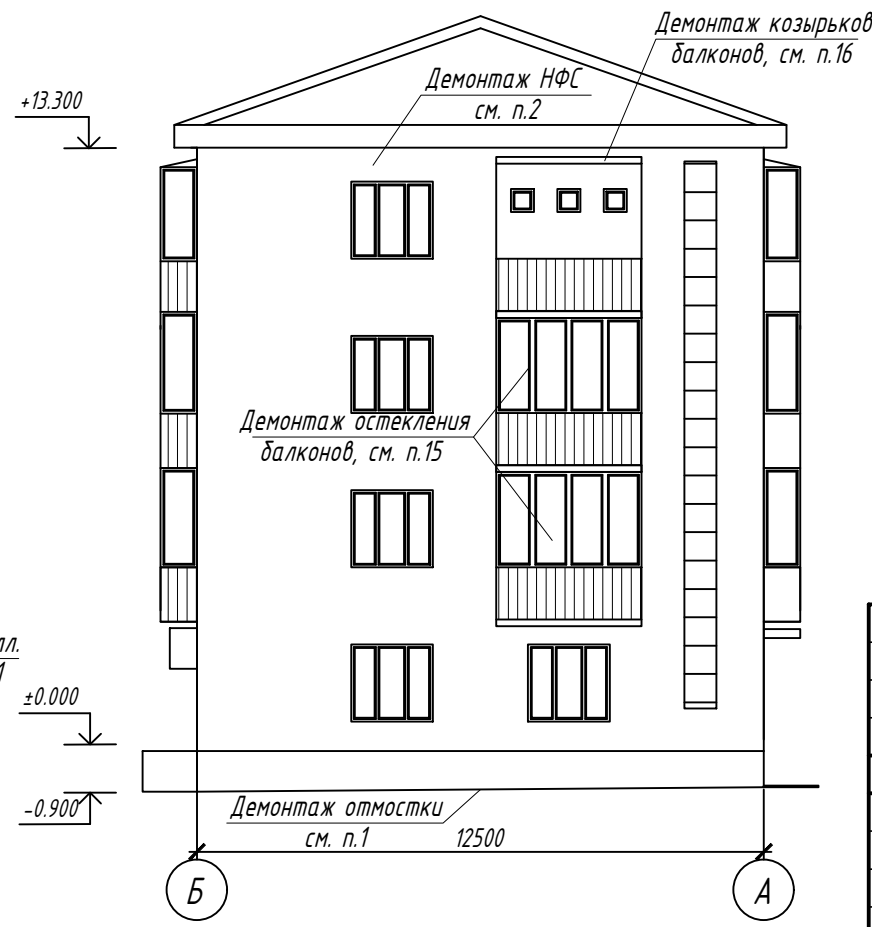 Демонтаж козырьков
балконов, см. п.16
Демонтаж НФС
см. п.2
+13.300
Демонтаж остекления
балконов, см. п.15
±0.000
-0.900
Демонтаж отмостки
см. п.1
12500
Б
А